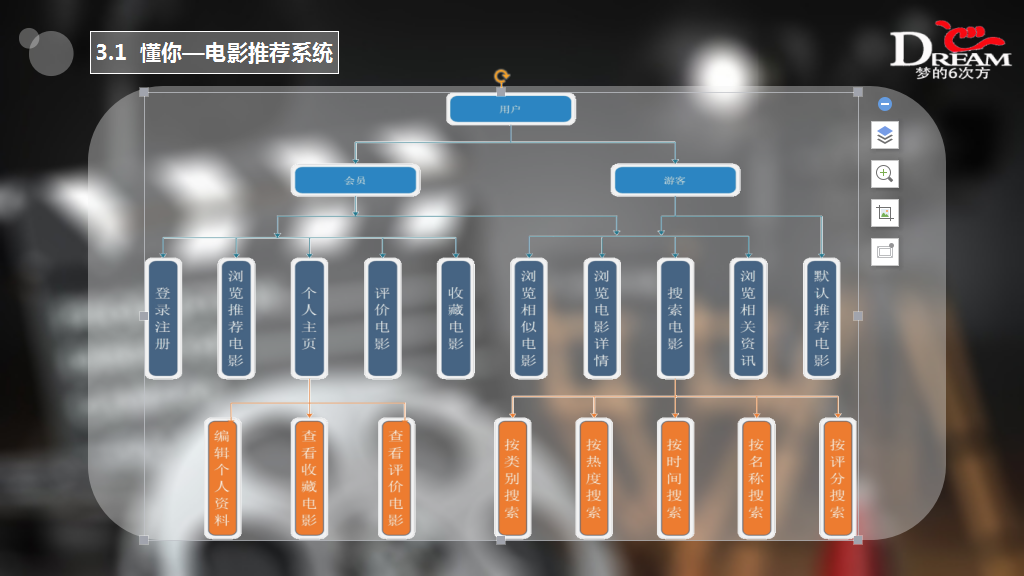 3.1 懂你—电影推荐系统
DREAM
梦的6次方
用户
会员
游客
登录注册
浏览推荐电影
个人主页
评价电影
收藏电影
浏览相似电影
浏览电影详情
搜索电影
浏览相关资讯
默认推荐电影
编辑个人资料
查看收藏电影
查看评价电影
按类别搜索
按热度搜索
按时间搜索
按名称搜索
按评分搜索